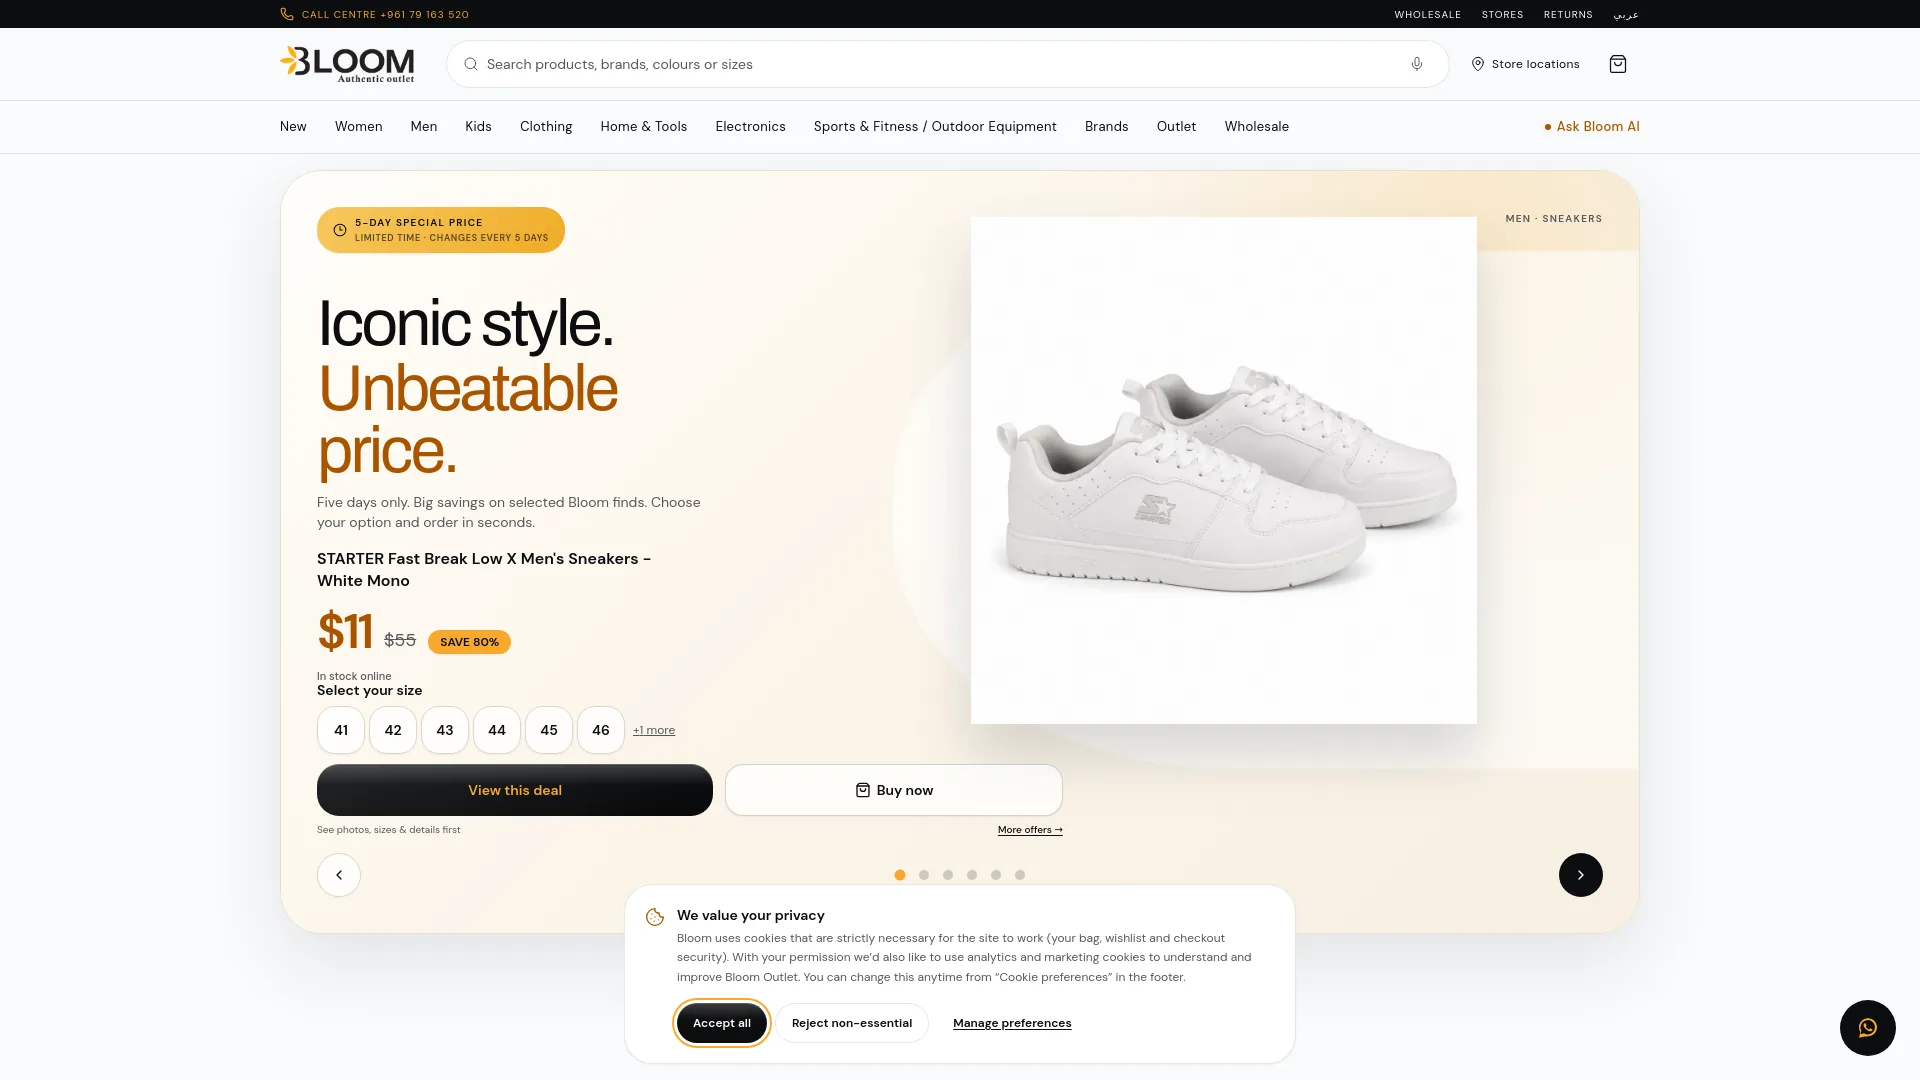 CALL CENTRE +961 79 163 520
WHOLESALE
STORES
RETURNS
عربي
BLOOM
Authentic outlet
Search products, brands, colours or sizes
Store locations
New
Women
Men
Kids
Clothing
Home & Tools
Electronics
Sports & Fitness / Outdoor Equipment
Brands
Outlet
Wholesale
Ask Bloom AI
5-DAY SPECIAL PRICE
LIMITED TIME · CHANGES EVERY 5 DAYS
MEN · SNEAKERS
Iconic style.
Unbeatable
price.
Five days only. Big savings on selected Bloom finds. Choose
your option and order in seconds.
STARTER Fast Break Low X Men's Sneakers -
White Mono
$11 $55 SAVE 80%
In stock online
Select your size
41 42 43 44 45 46 +1 more
View this deal
Buy now
See photos, sizes & details first
More offers →
We value your privacy
Bloom uses cookies that are strictly necessary for the site to work (your bag, wishlist and checkout
security). With your permission we’d also like to use analytics and marketing cookies to understand and
improve Bloom Outlet. You can change this anytime from “Cookie preferences” in the footer.
Accept all
Reject non-essential
Manage preferences